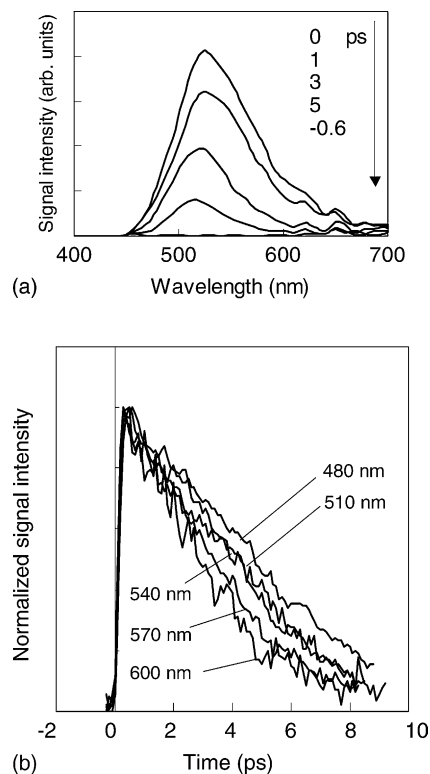 Signal intensity (arb. units)
0 ps
1
3
5
-0.6
400 500 600 700
(a) Wavelength (nm)
Normalized signal intensity
480 nm
510 nm
540 nm
570 nm
600 nm
-2 0 2 4 6 8 10
(b) Time (ps)